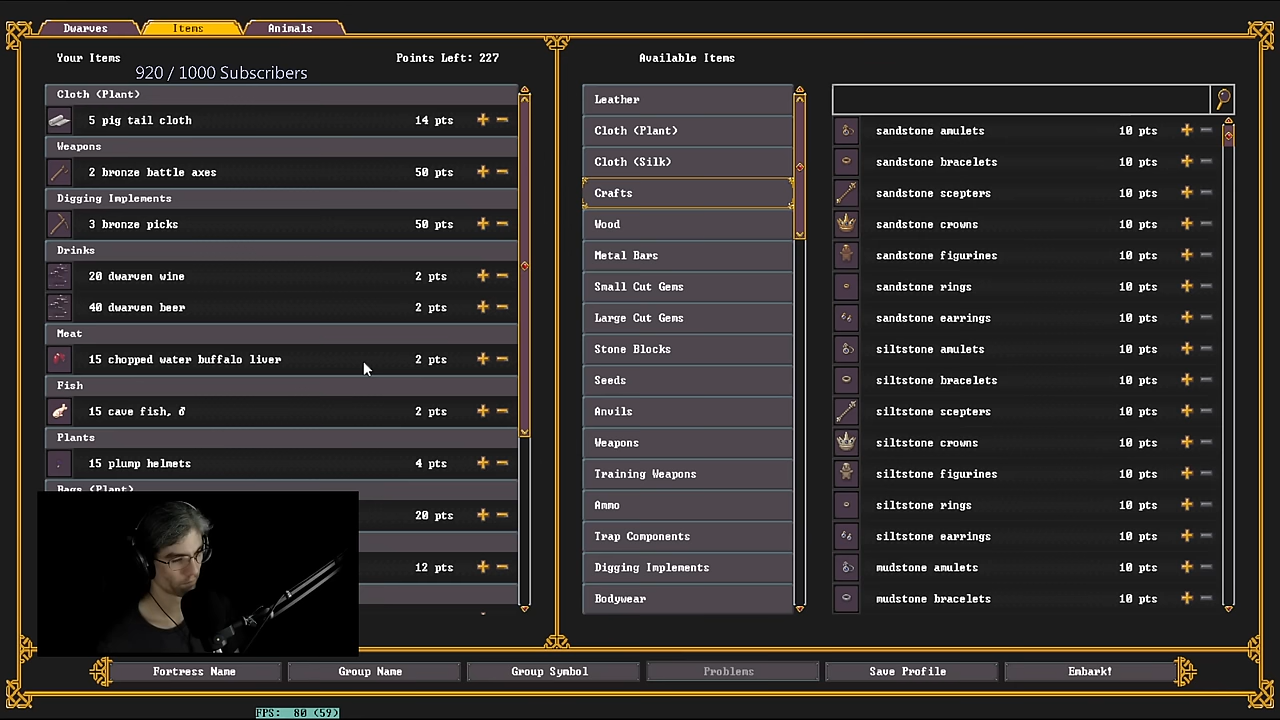 Dwarves
Items
Animals
Your Items
Points Left: 227
920 / 1000 Subscribers
Cloth (Plant)
5 pig tail cloth 14 pts
Weapons
2 bronze battle axes 50 pts
Digging Implements
3 bronze picks 50 pts
Drinks
20 dwarven wine 2 pts
40 dwarven beer 2 pts
Meat
15 chopped water buffalo liver 2 pts
Fish
15 cave fish, ♂ 2 pts
Plants
15 plump helmets 4 pts
Bags (Plant)
20 pts
12 pts
Available Items
Leather
Cloth (Plant)
Cloth (Silk)
Crafts
Wood
Metal Bars
Small Cut Gems
Large Cut Gems
Stone Blocks
Seeds
Anvils
Weapons
Training Weapons
Ammo
Trap Components
Digging Implements
Bodywear
sandstone amulets 10 pts
sandstone bracelets 10 pts
sandstone scepters 10 pts
sandstone crowns 10 pts
sandstone figurines 10 pts
sandstone rings 10 pts
sandstone earrings 10 pts
siltstone amulets 10 pts
siltstone bracelets 10 pts
siltstone scepters 10 pts
siltstone crowns 10 pts
siltstone figurines 10 pts
siltstone rings 10 pts
siltstone earrings 10 pts
mudstone amulets 10 pts
mudstone bracelets 10 pts
Fortress Name
Group Name
Group Symbol
Problems
Save Profile
Embark!
FPS: 80 (59)